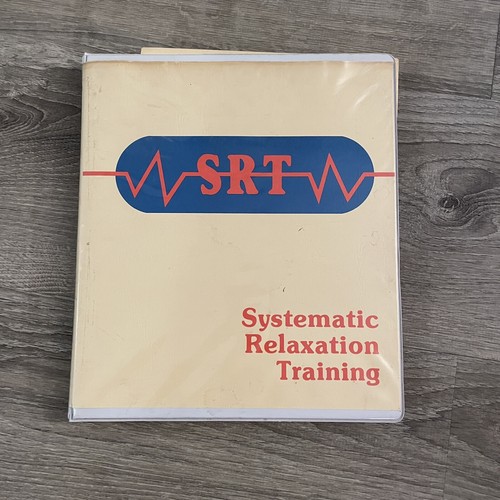 SRT
Systematic
Relaxation
Training